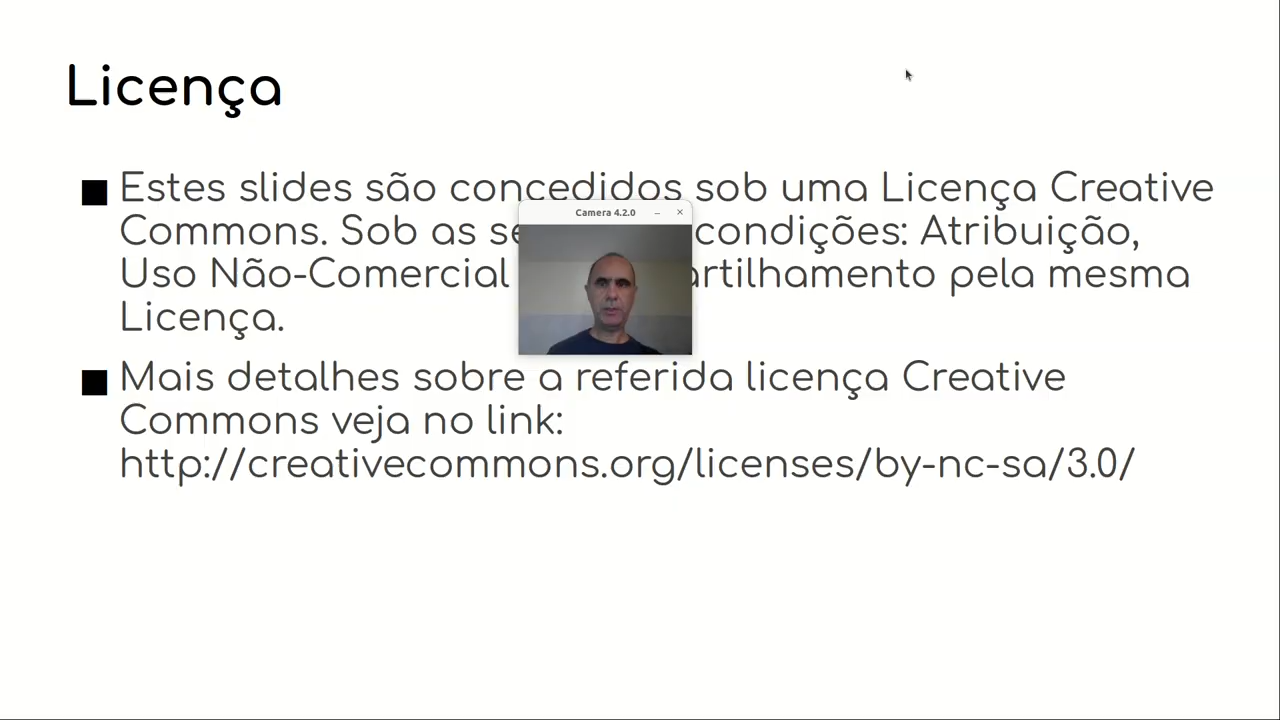 Licença
Estes slides são concedidos sob uma Licença Creative
Commons. Sob as condições: Atribuição,
Uso Não-Comercial pela mesma
Licença.
Camera 4.2.0
Mais detalhes sobre a referida licença Creative
Commons veja no link:
http://creativecommons.org/licenses/by-nc-sa/3.0/